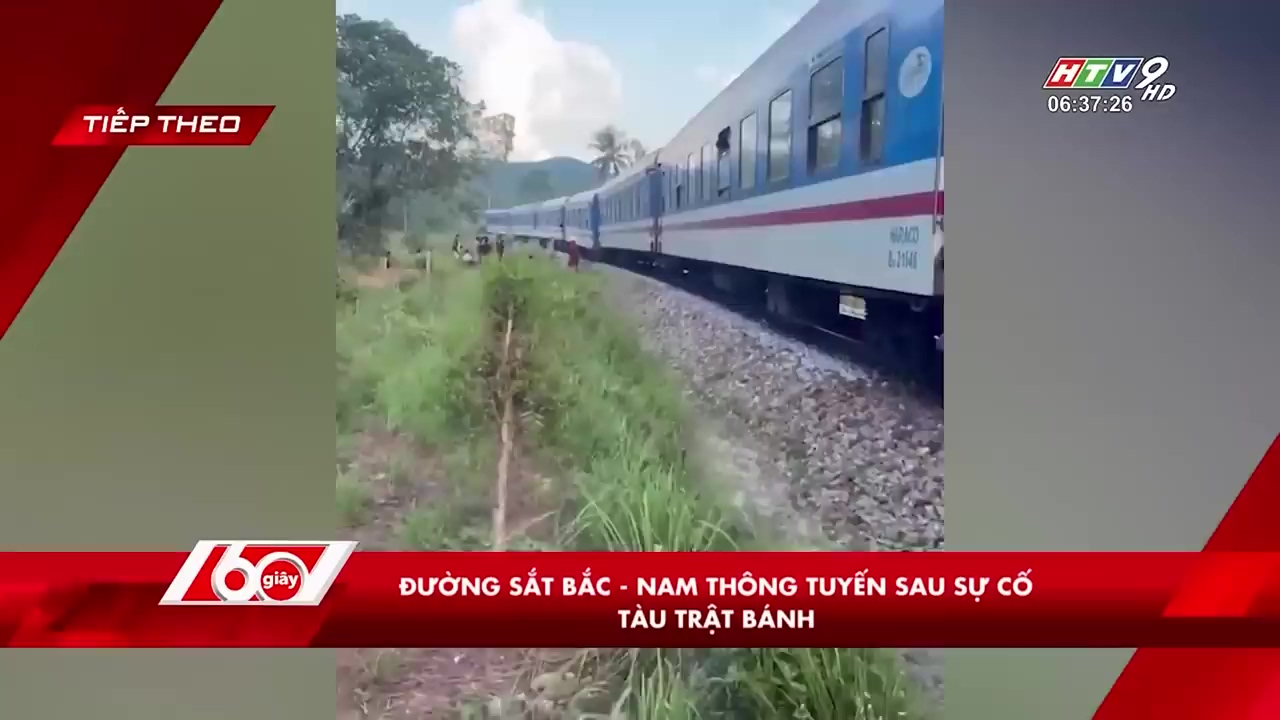 TIẾP THEO
HTV9
HD
06:37:26
60 giây
ĐƯỜNG SẮT BẮC - NAM THÔNG TUYẾN SAU SỰ CỐ
TÀU TRẬT BÁNH